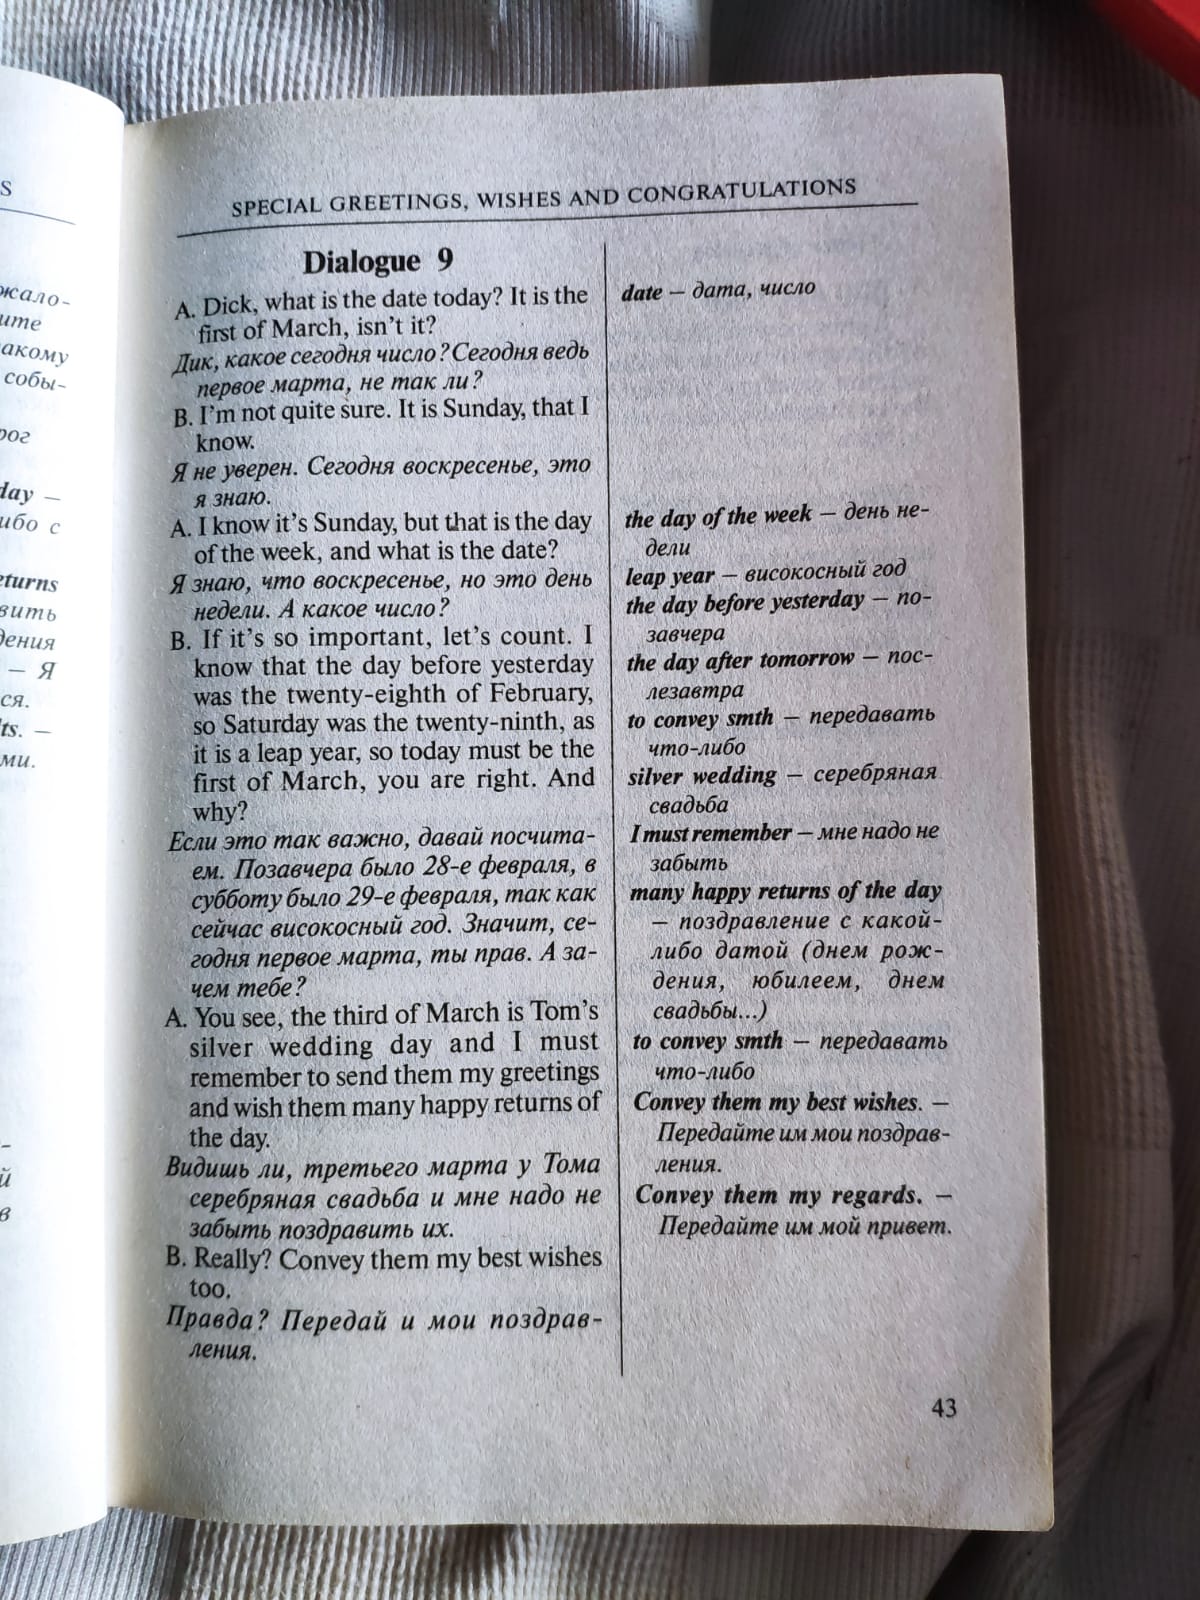 S
жало-
ите
акому
собы-
рог
day —
ибо с
eturns
вить
дения
— Я
ся.
ts. —
ми.
-
й
в
SPECIAL GREETINGS, WISHES AND CONGRATULATIONS
Dialogue 9
A. Dick, what is the date today? It is the
first of March, isn't it?
Дик, какое сегодня число? Сегодня ведь
первое марта, не так ли?
B. I'm not quite sure. It is Sunday, that I
know.
Я не уверен. Сегодня воскресенье, это
я знаю.
A. I know it's Sunday, but that is the day
of the week, and what is the date?
Я знаю, что воскресенье, но это день
недели. А какое число?
B. If it's so important, let's count. I
know that the day before yesterday
was the twenty-eighth of February,
so Saturday was the twenty-ninth, as
it is a leap year, so today must be the
first of March, you are right. And
why?
Если это так важно, давай посчита-
ем. Позавчера было 28-е февраля, в
субботу было 29-е февраля, так как
сейчас високосный год. Значит, се-
годня первое марта, ты прав. А за-
чем тебе?
A. You see, the third of March is Tom's
silver wedding day and I must
remember to send them my greetings
and wish them many happy returns of
the day.
Видишь ли, третьего марта у Тома
серебряная свадьба и мне надо не
забыть поздравить их.
B. Really? Convey them my best wishes
too.
Правда? Передай и мои поздрав-
ления.
date — дата, число
the day of the week — день не-
дели
leap year — високосный год
the day before yesterday — по-
завчера
the day after tomorrow — пос-
лезавтра
to convey smth — передавать
что-либо
silver wedding — серебряная
свадьба
I must remember — мне надо не
забыть
many happy returns of the day
— поздравление с какой-
либо датой (днем рож-
дения, юбилеем, днем
свадьбы...)
to convey smth — передавать
что-либо
Convey them my best wishes. —
Передайте им мои поздрав-
ления.
Convey them my regards. —
Передайте им мой привет.
43